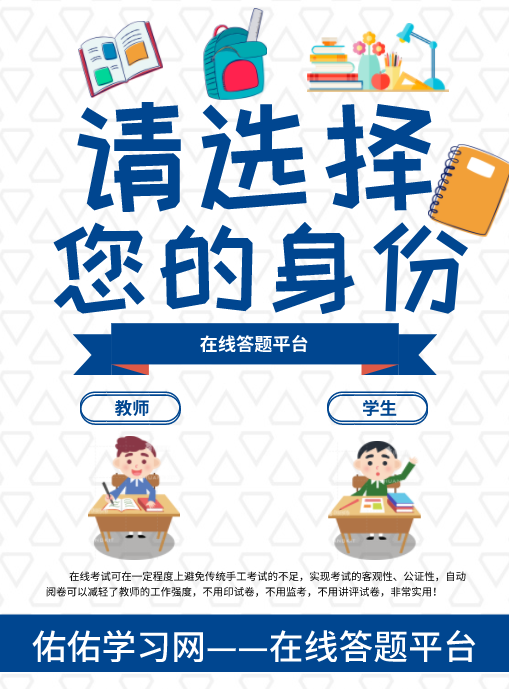 请选择
您的身份
在线答题平台
教师 学生
在线考试可在一定程度上避免传统手工考试的不足，实现考试的客观性、公证性，自动
阅卷可以减轻了教师的工作强度，不用印试卷，不用监考，不用讲评试卷，非常实用！
佑佑学习网——在线答题平台